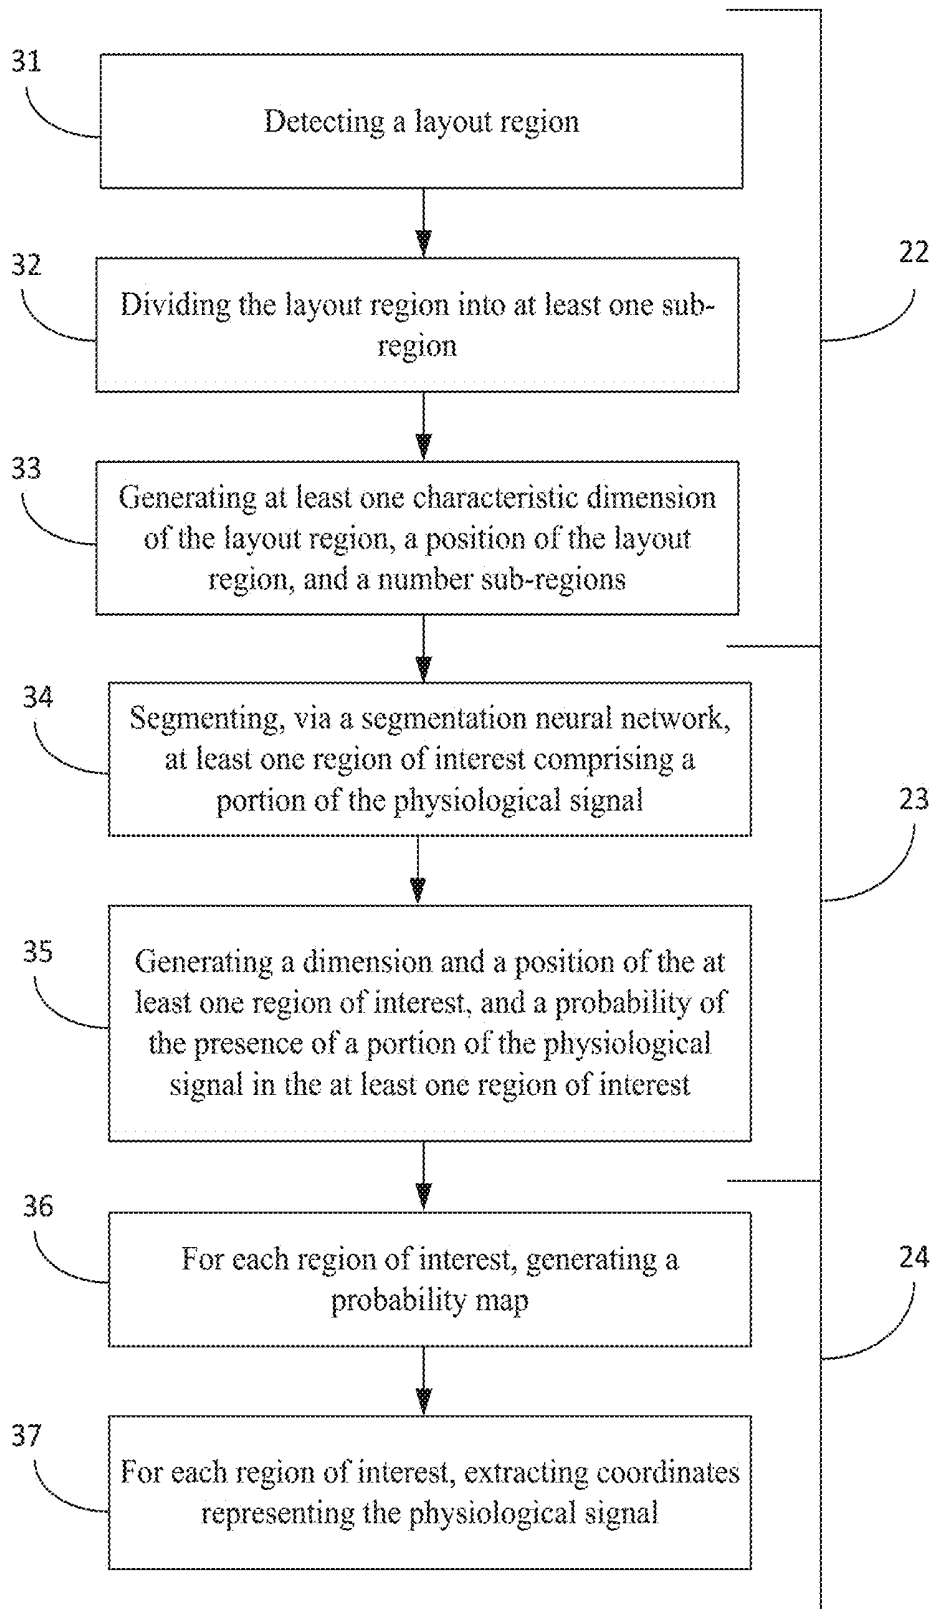 31
Detecting a layout region
32
22
Dividing the layout region into at least one sub-
region
33
Generating at least one characteristic dimension
of the layout region, a position of the layout
region, and a number sub-regions
34
Segmenting, via a segmentation neural network,
at least one region of interest comprising a
portion of the physiological signal
23
35
Generating a dimension and a position of the at
least one region of interest, and a probability of
the presence of a portion of the physiological
signal in the at least one region of interest
36
For each region of interest, generating a
probability map
24
37
For each region of interest, extracting coordinates
representing the physiological signal